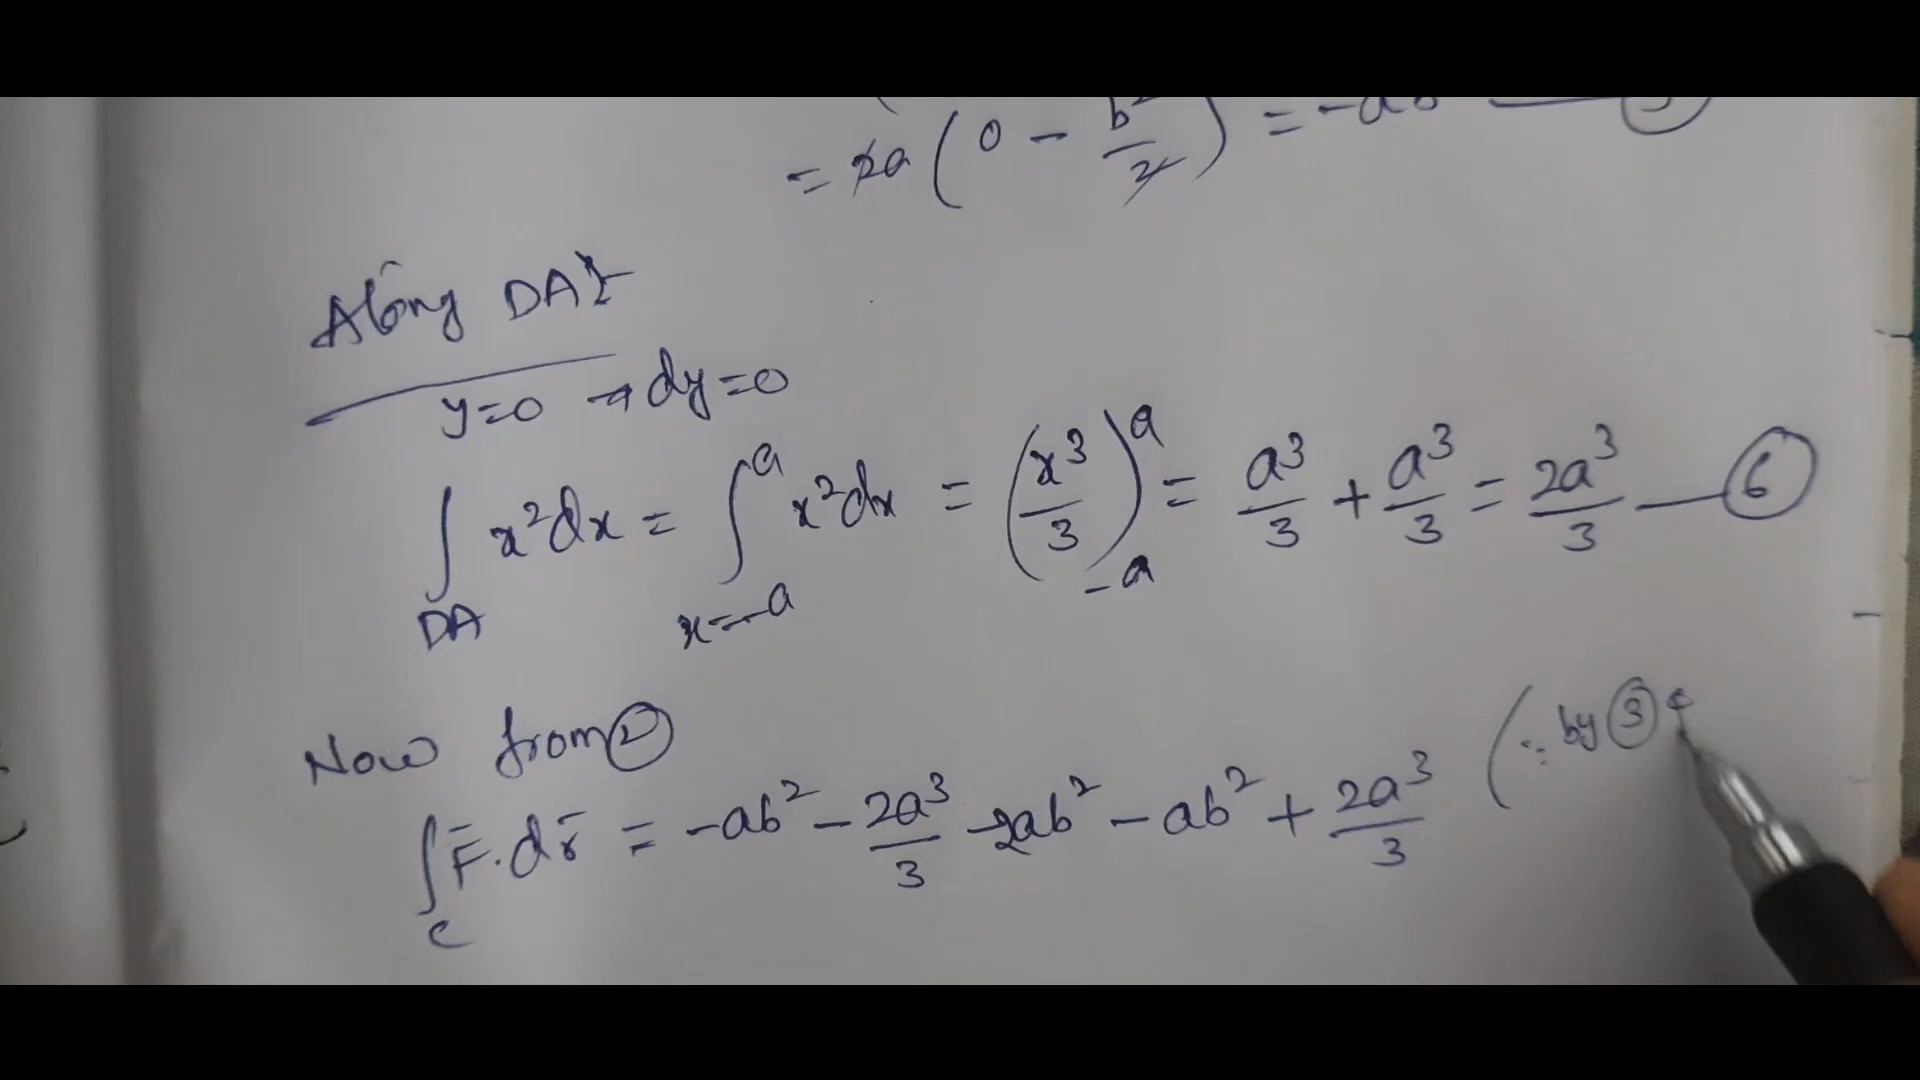 = 2a (0 - b²/2) = -ab² — 5
Along DA:-
y=0 → dy=0
∫_DA x²dx = ∫_{x=-a}^{a} x²dx = (x³/3)_{-a}^{a} = a³/3 + a³/3 = 2a³/3 — ⑥
Now from ②
∫_c F̄.dr̄ = -ab² - 2a³/3 - 2ab² - ab² + 2a³/3 (∵ by ③